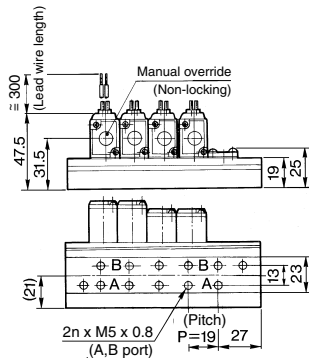 ≅ 300
(Lead wire length)
Manual override
(Non-locking)
47.5
31.5
19
25
B
B
A
A
(21)
13
23
2n x M5 x 0.8
(A,B port)
(Pitch)
P=19
27